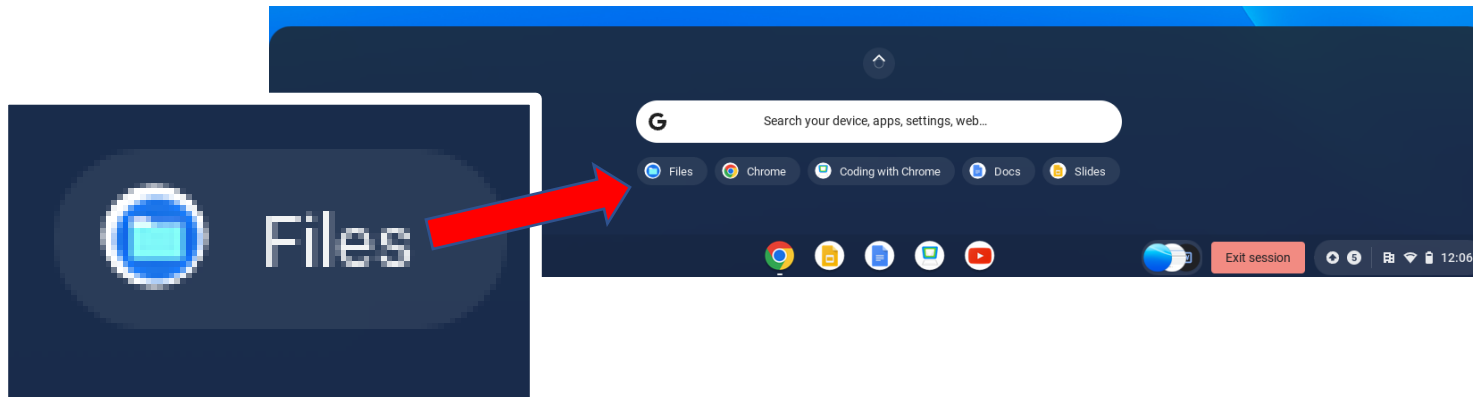 Search your device, apps, settings, web...
Files Chrome Coding with Chrome Docs Slides
Files
Exit session 5 12:06